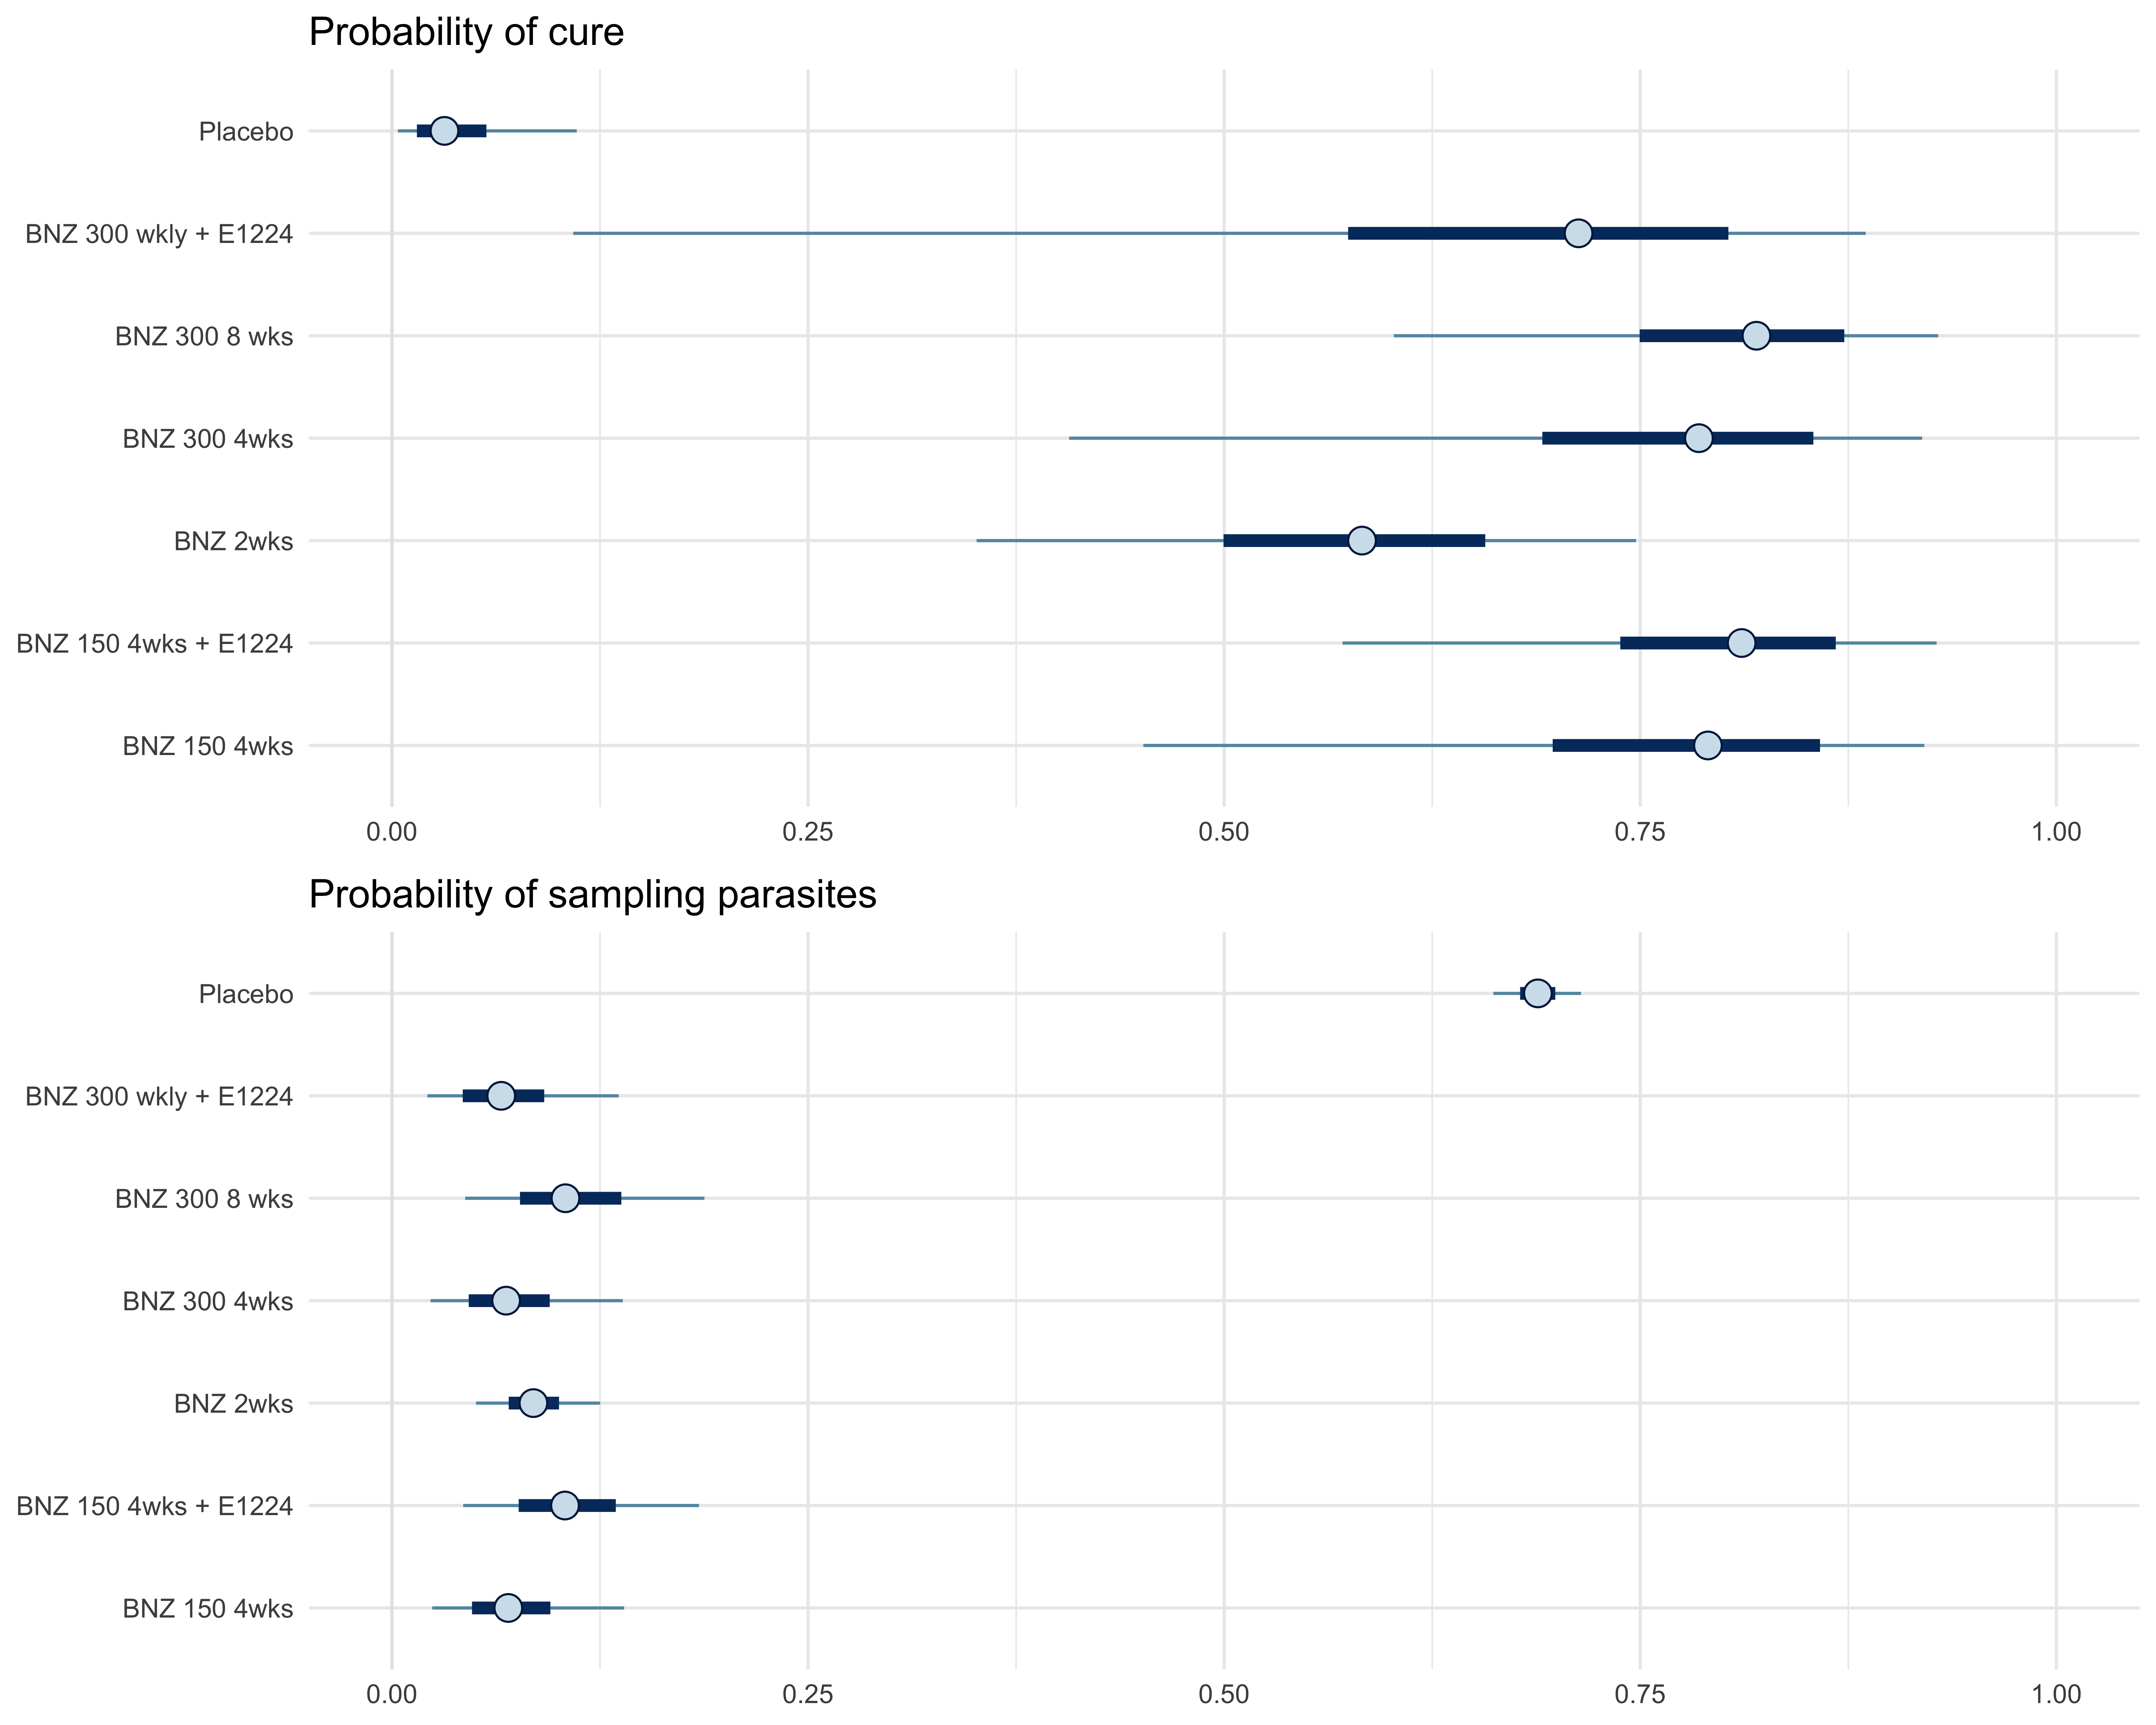 Probability of cure
Placebo
BNZ 300 wkly + E1224
BNZ 300 8 wks
BNZ 300 4wks
BNZ 2wks
BNZ 150 4wks + E1224
BNZ 150 4wks
0.00 0.25 0.50 0.75 1.00
Probability of sampling parasites
Placebo
BNZ 300 wkly + E1224
BNZ 300 8 wks
BNZ 300 4wks
BNZ 2wks
BNZ 150 4wks + E1224
BNZ 150 4wks
0.00 0.25 0.50 0.75 1.00